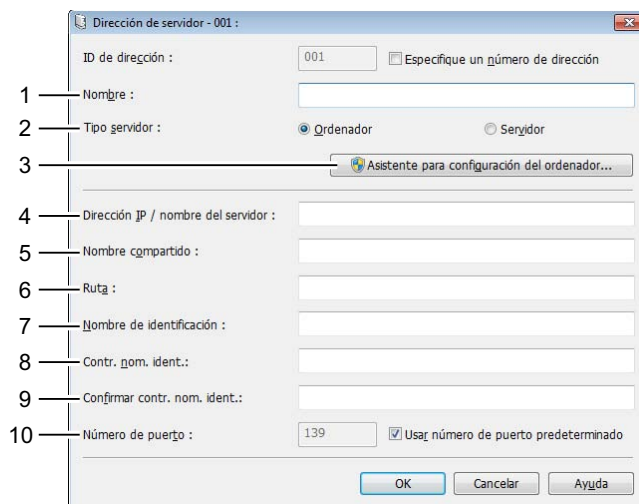 Dirección de servidor - 001 :
ID de dirección : 001 Especifique un número de dirección
1 Nombre :
2 Tipo servidor : Ordenador Servidor
3 Asistente para configuración del ordenador...
4 Dirección IP / nombre del servidor :
5 Nombre compartido :
6 Ruta :
7 Nombre de identificación :
8 Contr. nom. ident.:
9 Confirmar contr. nom. ident.:
10 Número de puerto : 139 Usar número de puerto predeterminado
OK Cancelar Ayuda